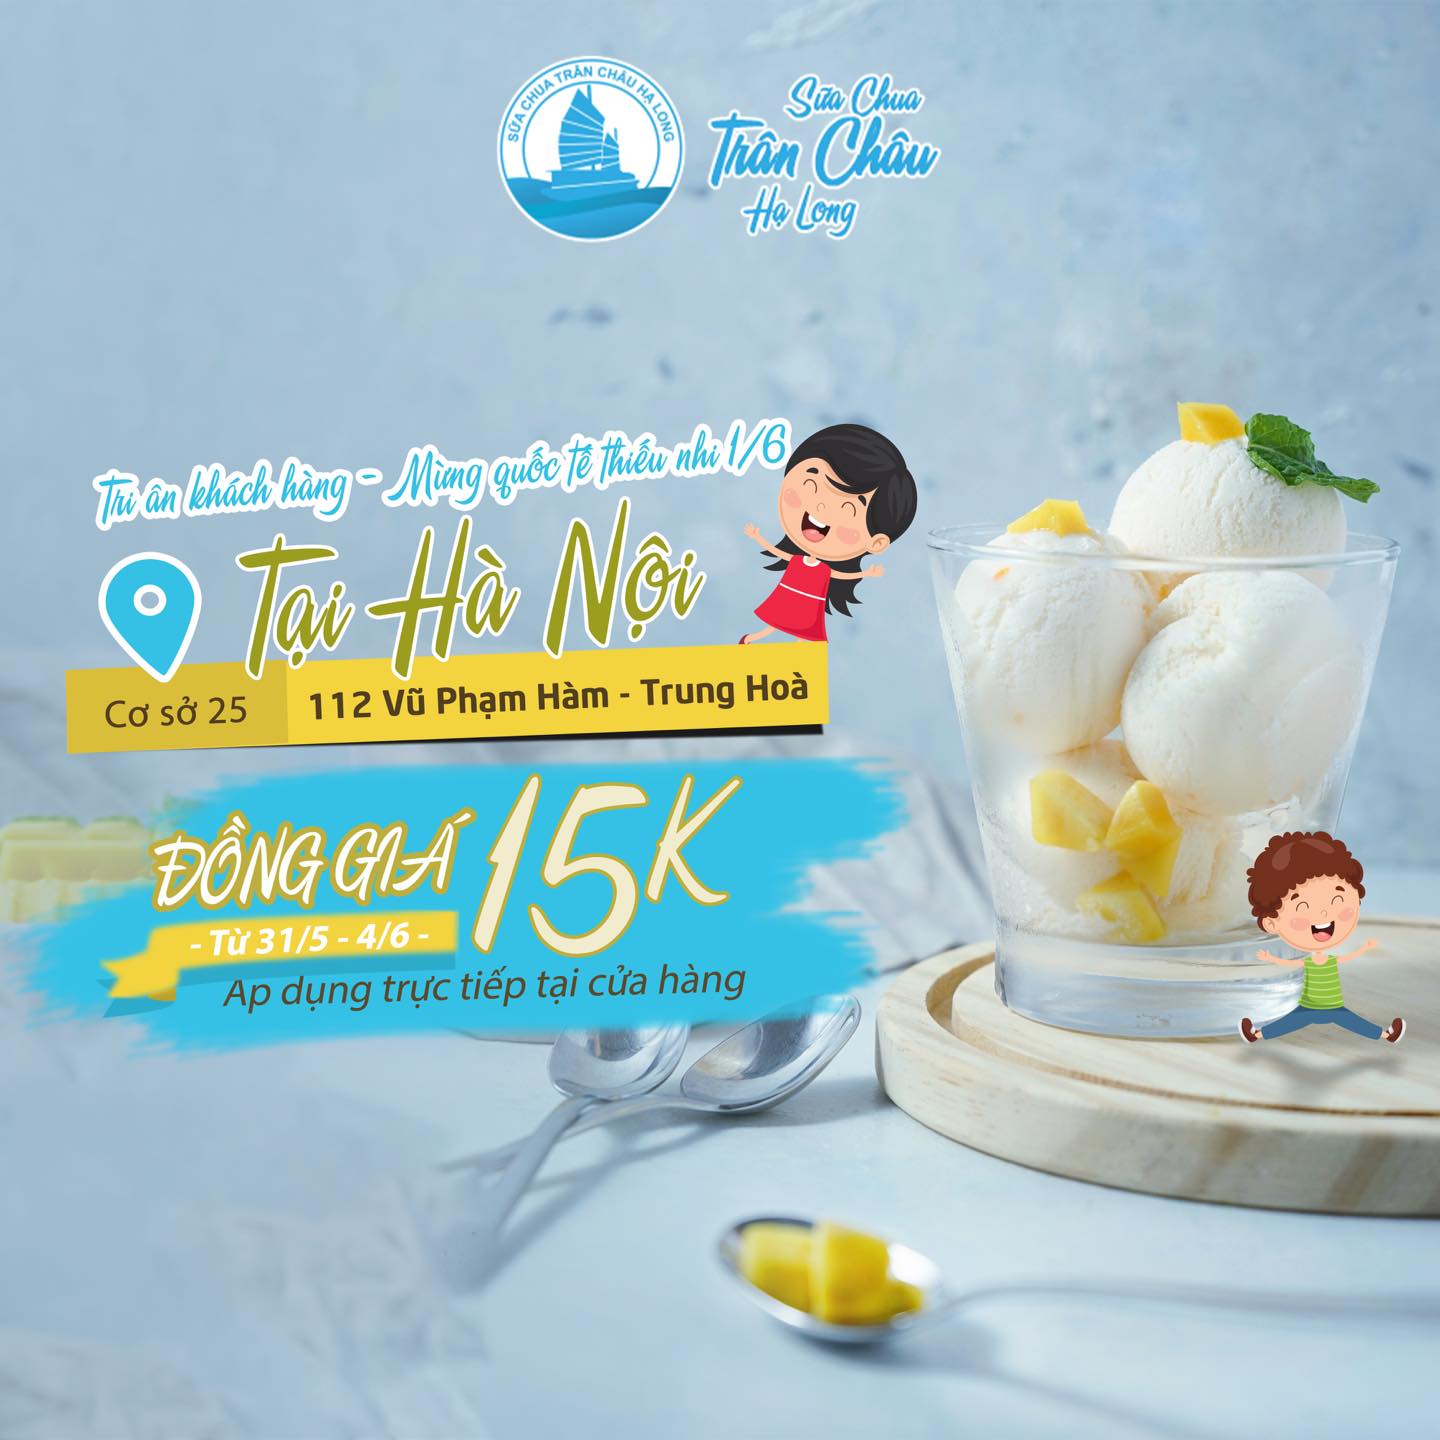 SỮA CHUA TRÂN CHÂU HẠ LONG
Sữa Chua
Trân Châu
Hạ Long
Tri ân khách hàng - Mừng quốc tế thiếu nhi 1/6
Tại Hà Nội
Cơ sở 25
112 Vũ Phạm Hàm - Trung Hoà
ĐỒNG GIÁ 15K
- Từ 31/5 - 4/6 -
Ap dụng trực tiếp tại cửa hàng